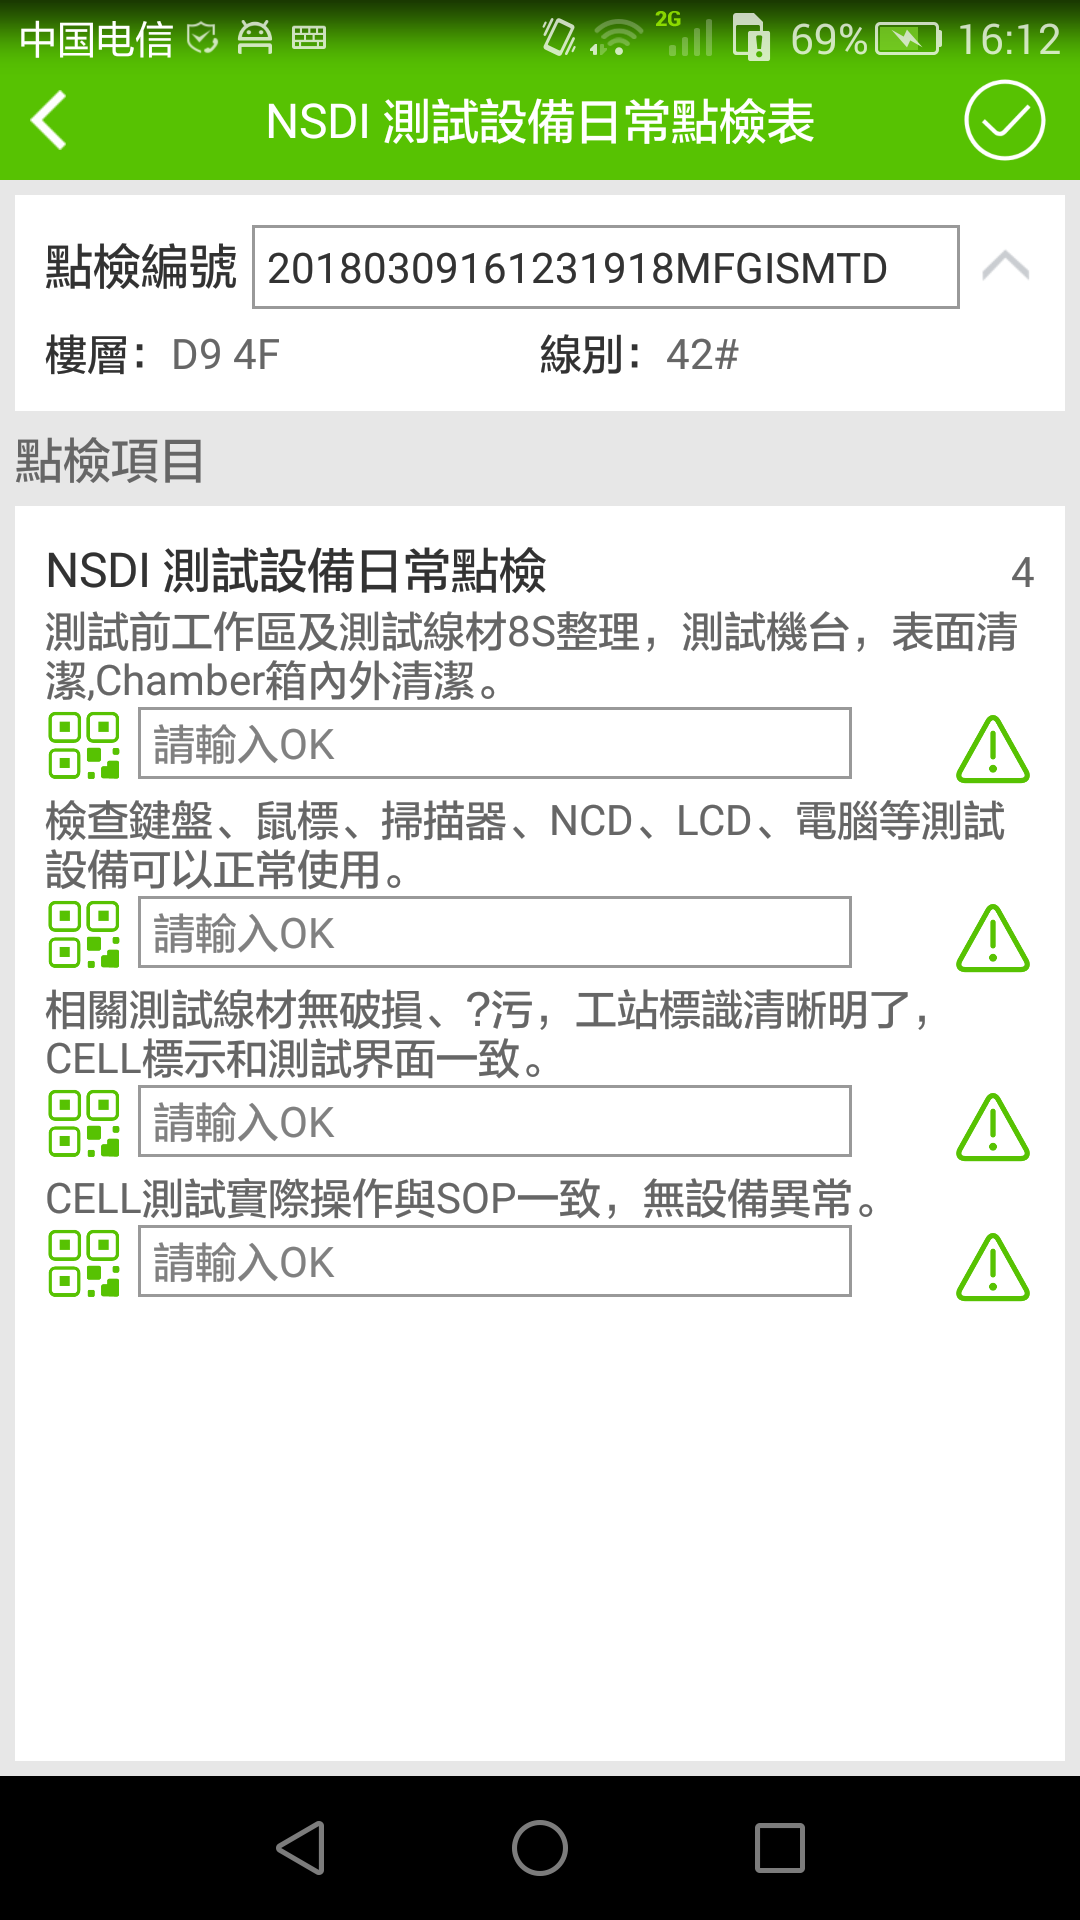 中国电信 2G 69% 16:12
NSDI 測試設備日常點檢表
點檢編號 20180309161231918MFGISMTD
樓層：D9 4F 線別：42#
點檢項目
NSDI 測試設備日常點檢 4
測試前工作區及測試線材8S整理，測試機台，表面清
潔,Chamber箱內外清潔。
請輸入OK
檢查鍵盤、鼠標、掃描器、NCD、LCD、電腦等測試
設備可以正常使用。
請輸入OK
相關測試線材無破損、?污，工站標識清晰明了，
CELL標示和測試界面一致。
請輸入OK
CELL測試實際操作與SOP一致，無設備異常。
請輸入OK